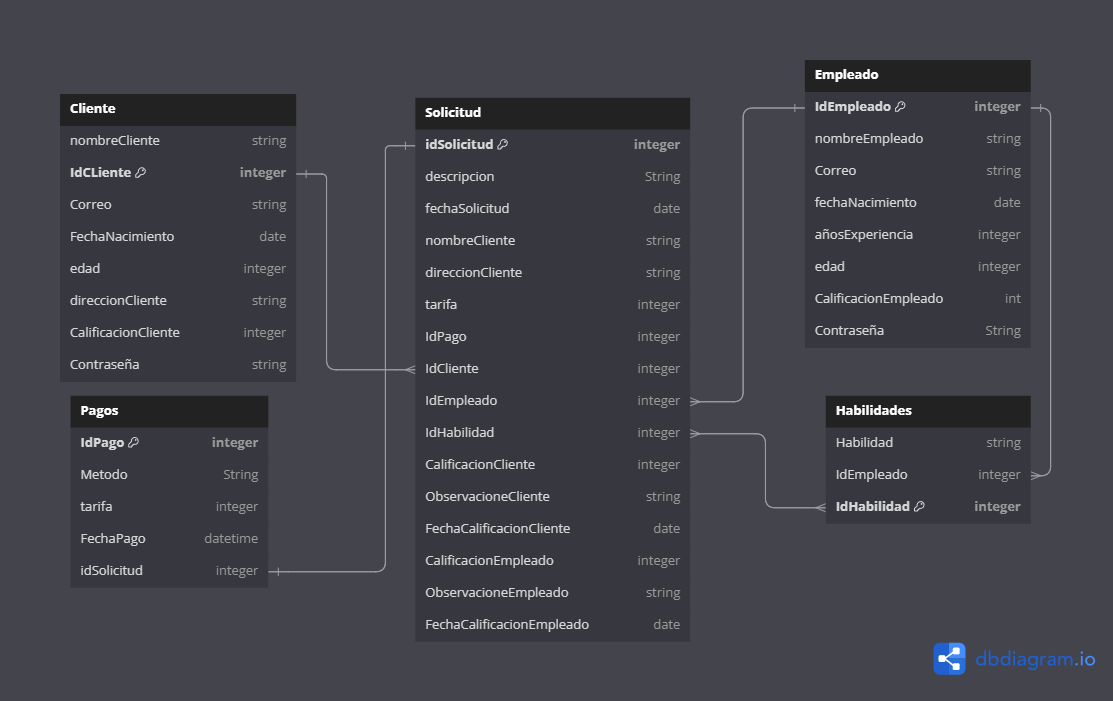 Cliente
nombreCliente string
IdCLiente integer
Correo string
FechaNacimiento date
edad integer
direccionCliente string
CalificacionCliente integer
Contraseña string
Pagos
IdPago integer
Metodo String
tarifa integer
FechaPago datetime
idSolicitud integer
Solicitud
idSolicitud integer
descripcion String
fechaSolicitud date
nombreCliente string
direccionCliente string
tarifa integer
IdPago integer
IdCliente integer
IdEmpleado integer
IdHabilidad integer
CalificacionCliente integer
ObservacioneCliente string
FechaCalificacionCliente date
CalificacionEmpleado integer
ObservacioneEmpleado string
FechaCalificacionEmpleado date
Empleado
IdEmpleado integer
nombreEmpleado string
Correo string
fechaNacimiento date
añosExperiencia integer
edad integer
CalificacionEmpleado int
Contraseña String
Habilidades
Habilidad string
IdEmpleado integer
IdHabilidad integer
dbdiagram.io